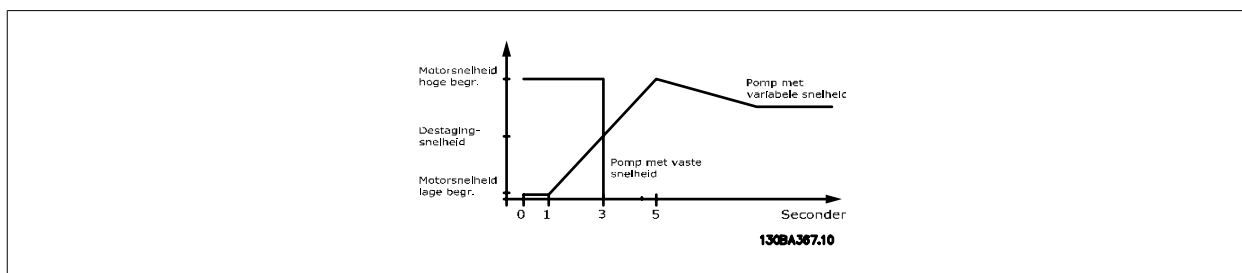 Motorsnelheid
hoge begr.
Pomp met
variabele snelheid
Destaging-
snelheid
Pomp met vaste
snelheid
Motorsnelheid
lage begr.
0 1 3 5 Seconden
130BA367.10